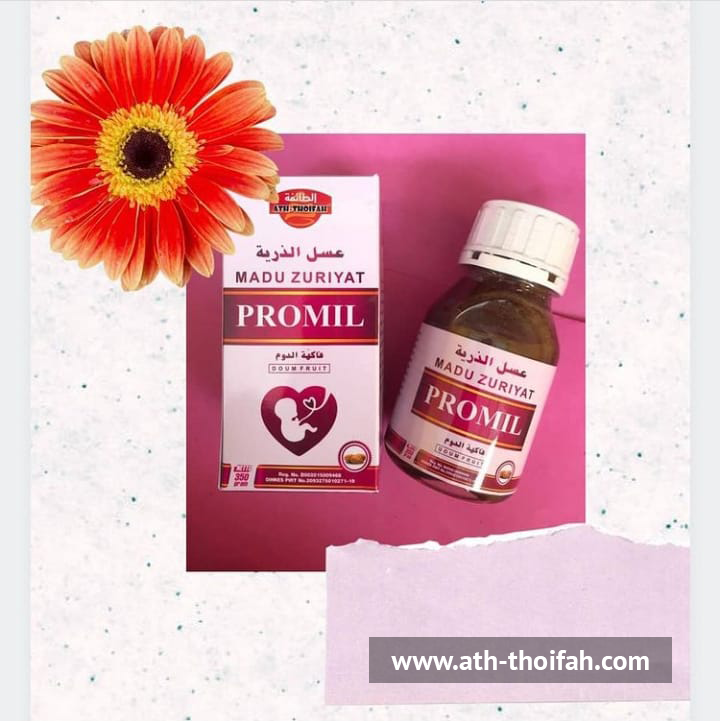 الطائفة
ATH-THOIFAH
عسل الذرية
MADU ZURIYAT
PROMIL
فاكهة الدوم
DOUM FRUIT
NETTO
350
gram
عسل الذرية
MADU ZURIYAT
PROMIL
فاكهة الدوم
DOUM FRUIT
www.ath-thoifah.com